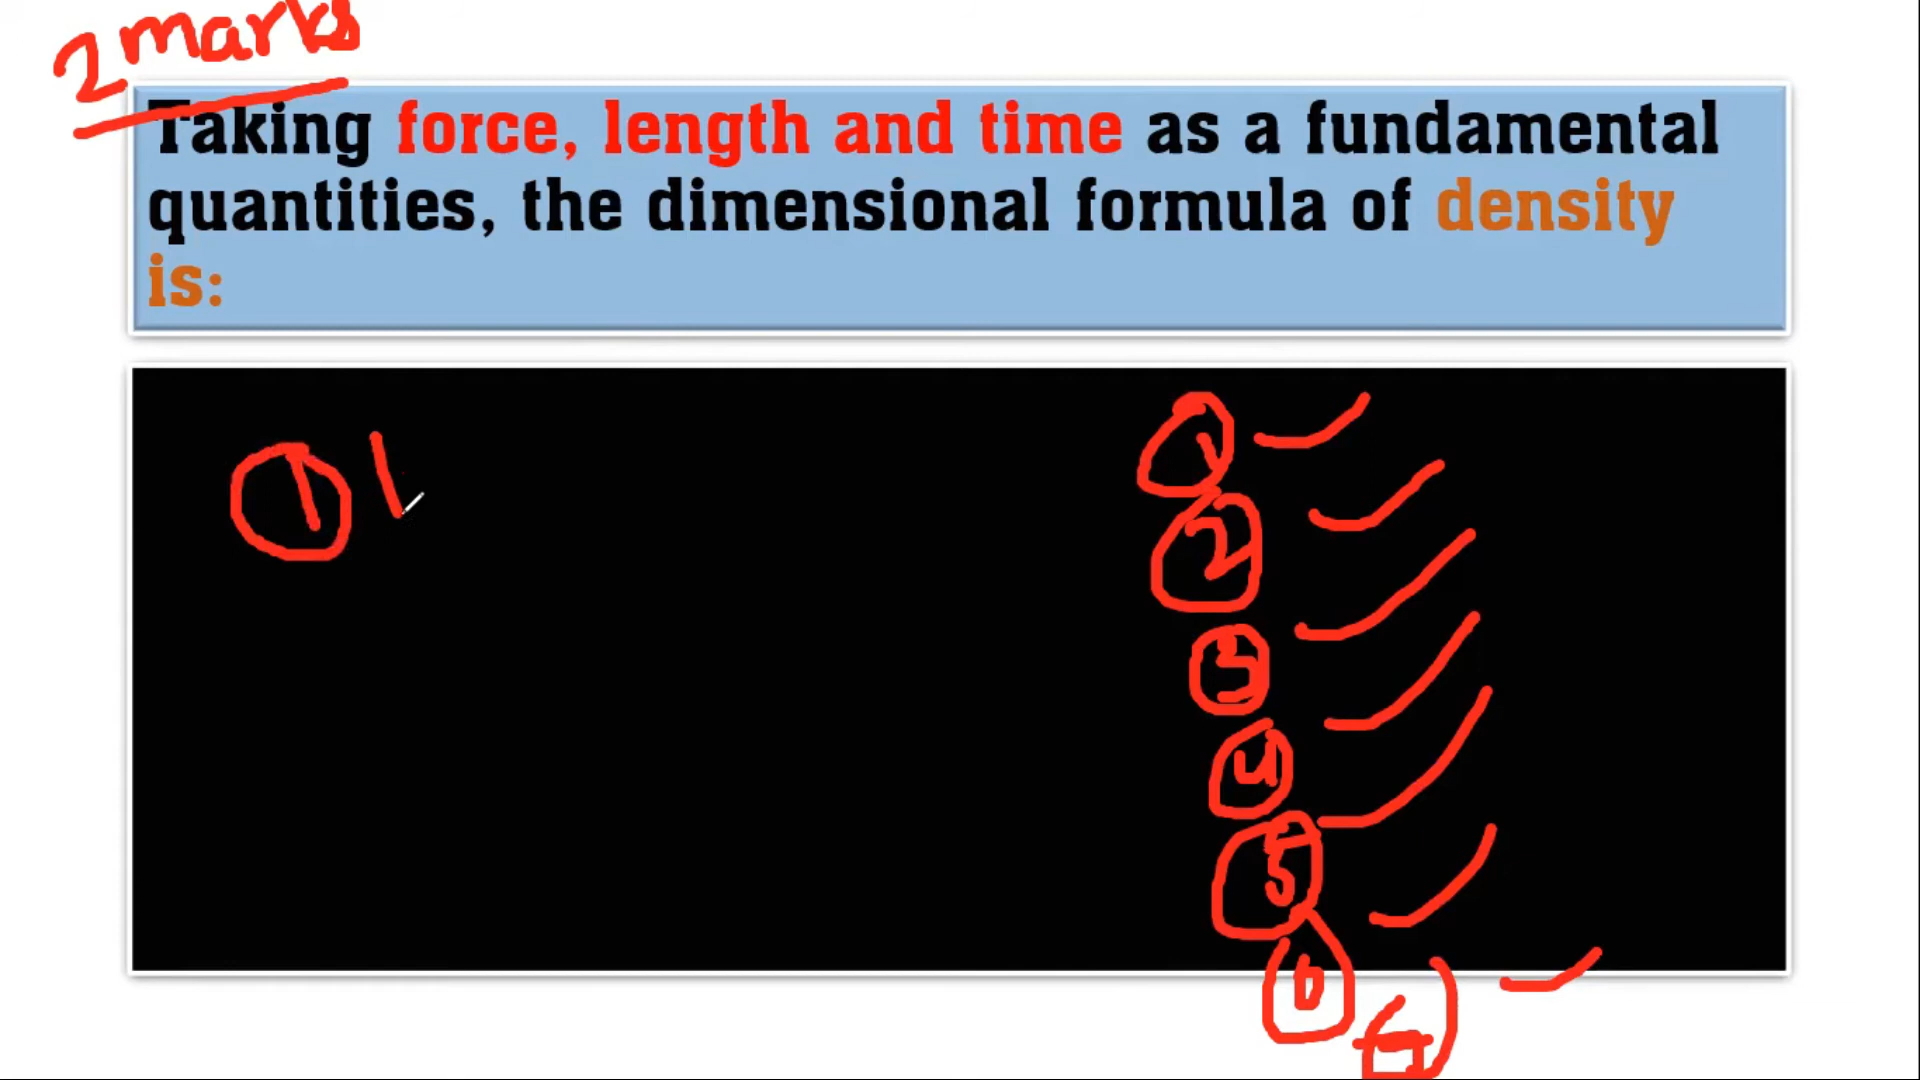 2 marks
Taking force, length and time as a fundamental
quantities, the dimensional formula of density
is:
1
1
2
3
4
5
6
7